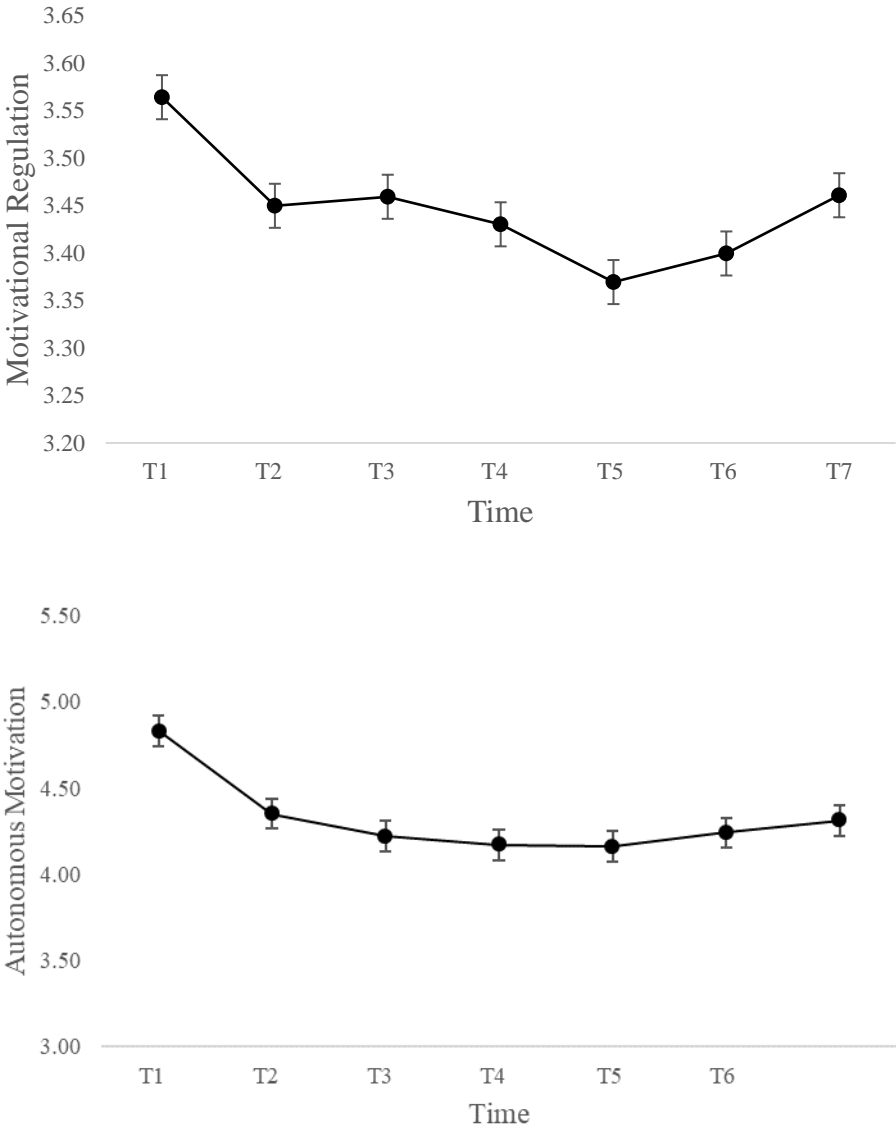 Motivational Regulation
3.65
3.60
3.55
3.50
3.45
3.40
3.35
3.30
3.25
3.20
T1 T2 T3 T4 T5 T6 T7
Time
Autonomous Motivation
5.50
5.00
4.50
4.00
3.50
3.00
T1 T2 T3 T4 T5 T6
Time